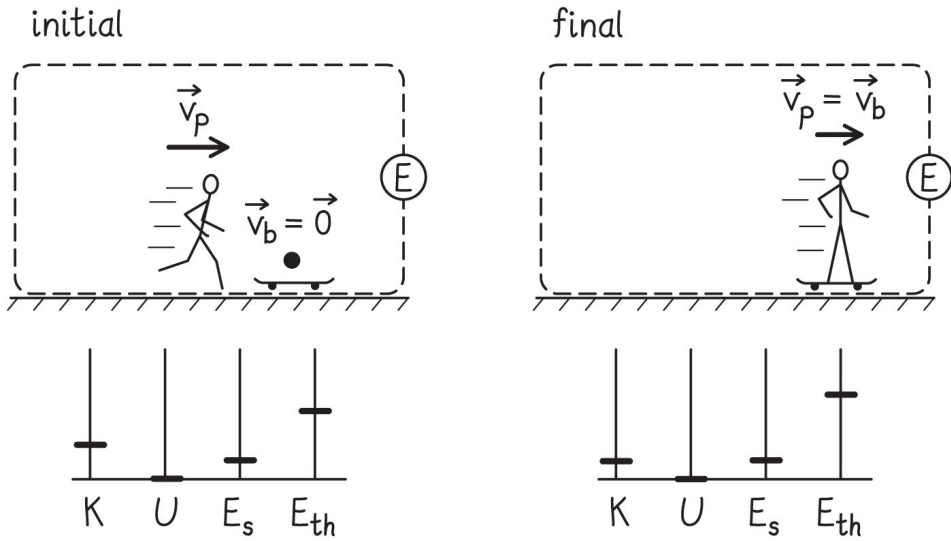 initial
final
v⃗p
v⃗p = v⃗b
E
E
v⃗b = 0⃗
K U Es Eth
K U Es Eth